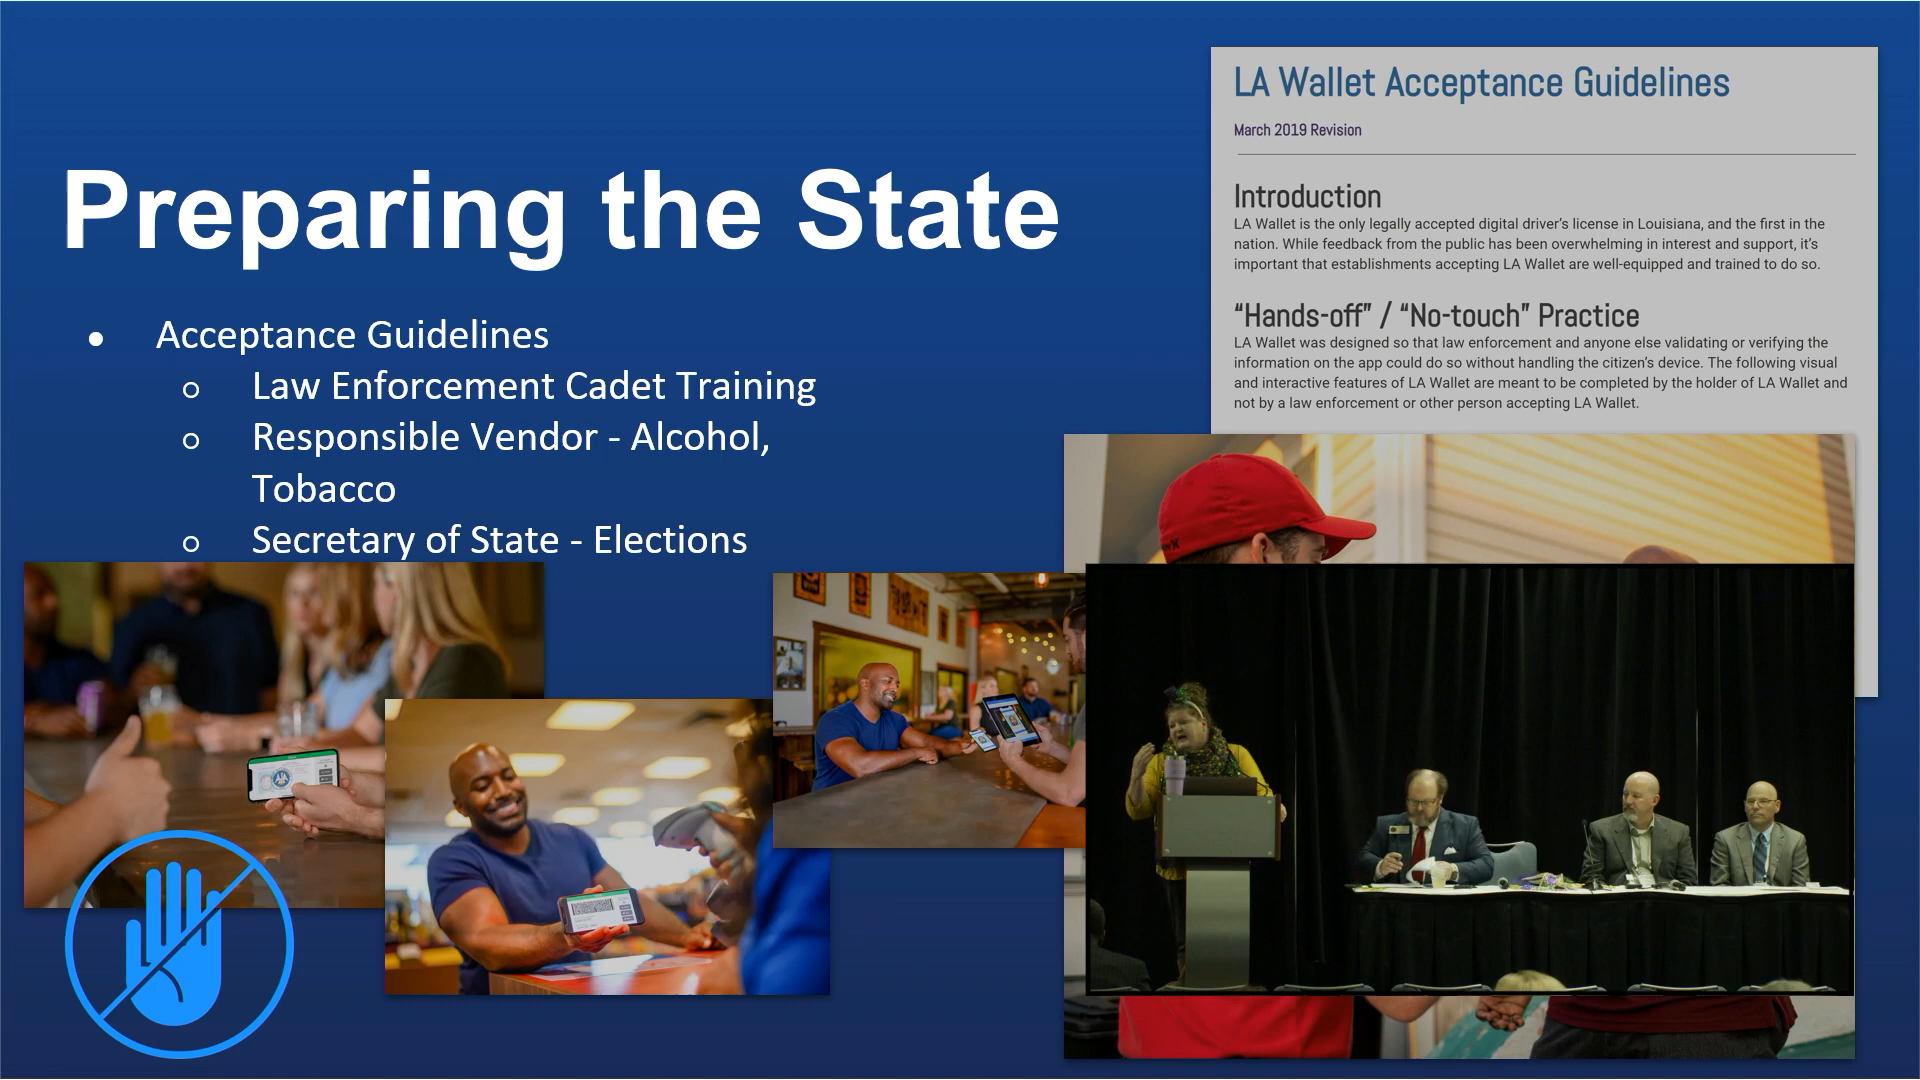 Preparing the State
● Acceptance Guidelines
○ Law Enforcement Cadet Training
○ Responsible Vendor - Alcohol,
Tobacco
○ Secretary of State - Elections
LA Wallet Acceptance Guidelines
March 2019 Revision
Introduction
LA Wallet is the only legally accepted digital driver’s license in Louisiana, and the first in the
nation. While feedback from the public has been overwhelming in interest and support, it’s
important that establishments accepting LA Wallet are well-equipped and trained to do so.
“Hands-off” / “No-touch” Practice
LA Wallet was designed so that law enforcement and anyone else validating or verifying the
information on the app could do so without handling the citizen’s device. The following visual
and interactive features of LA Wallet are meant to be completed by the holder of LA Wallet and
not by a law enforcement or other person accepting LA Wallet.